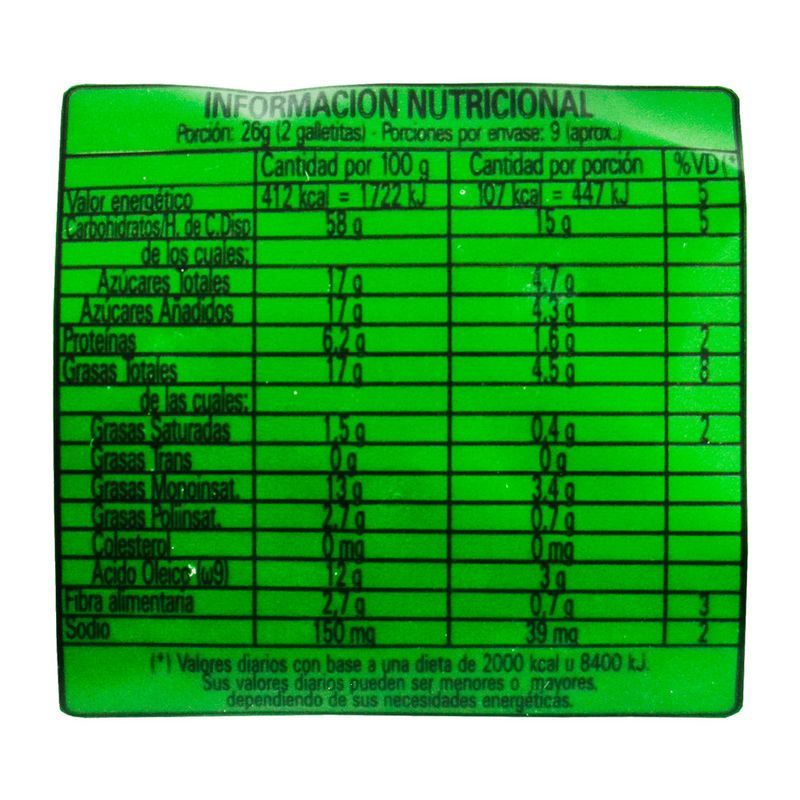 INFORMACION NUTRICIONAL
Porción: 26g (2 galletitas) - Porciones por envase: 9 (aprox.)
Cantidad por 100 g Cantidad por porción %VD(*
Valor energético 412 kcal = 1722 kJ 107 kcal = 447 kJ 5
Carbohidratos/H. de C.Disp 58 g 15 g 5
de los cuales:
Azúcares Totales 17 g 4,7 g
Azúcares Añadidos 17 g 4,3 g
Proteínas 6,2 g 1,6 g 2
Grasas Totales 17 g 4,5 g 8
de las cuales:
Grasas Saturadas 1,5 g 0,4 g 2
Grasas Trans 0 g 0 g
Grasas Monoinsat. 13 g 3,4 g
Grasas Poliinsat. 2,7 g 0,7 g
Colesterol 0 mg 0 mg
Ácido Oleico (ω9) 12 g 3 g
Fibra alimentaria 2,7 g 0,7 g 3
Sodio 150 mg 39 mg 2
(*) Valores diarios con base a una dieta de 2000 kcal u 8400 kJ.
Sus valores diarios pueden ser menores o mayores,
dependiendo de sus necesidades energéticas.